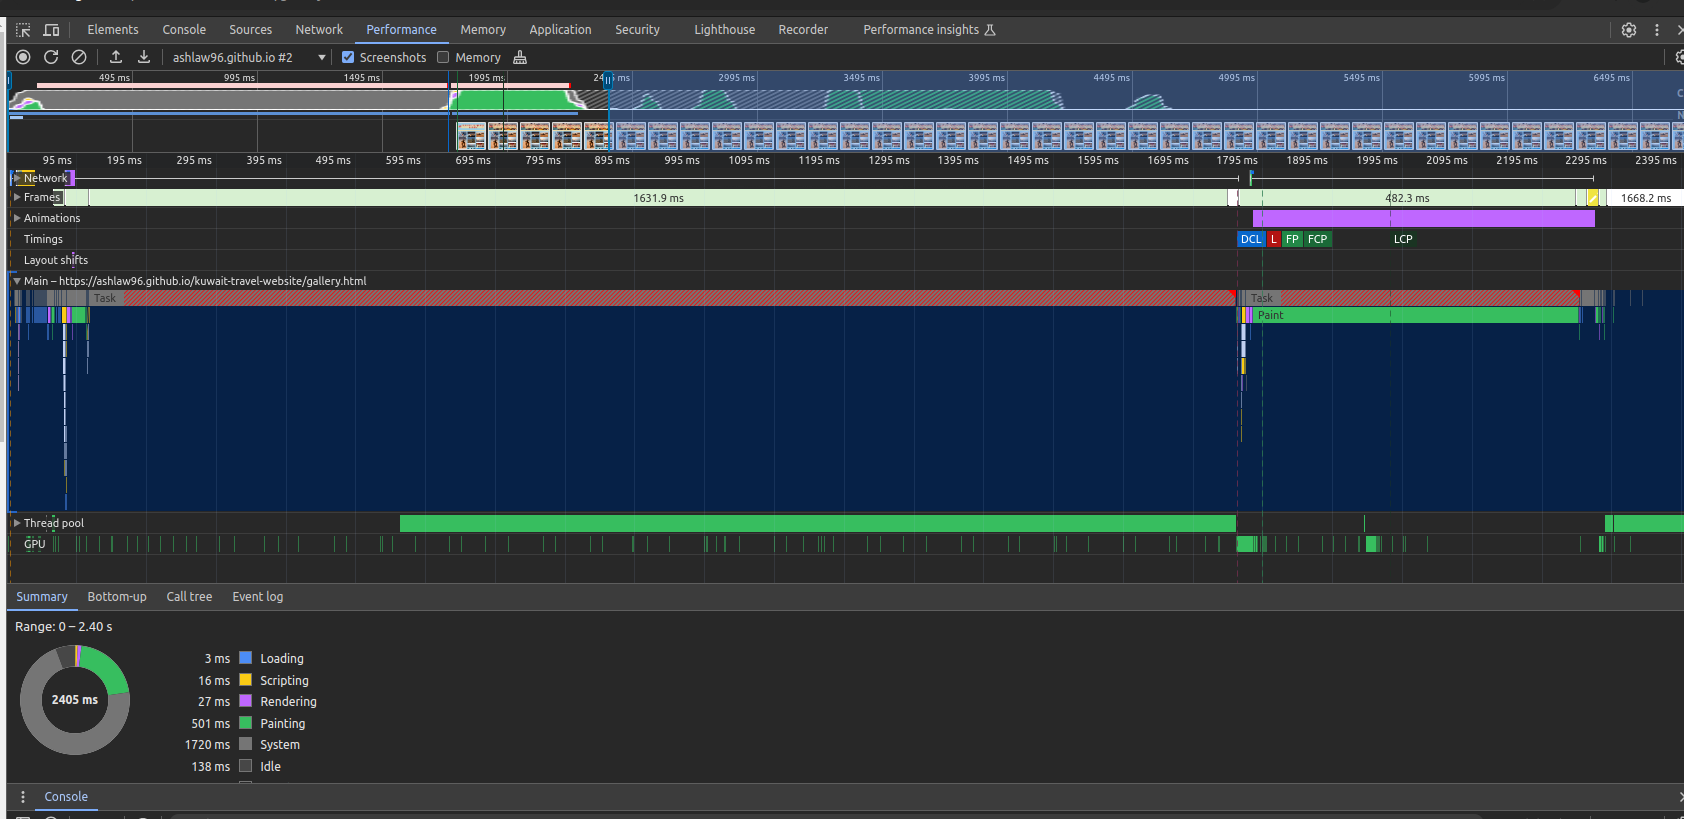 Elements Console Sources Network Performance Memory Application Security Lighthouse Recorder Performance insights
ashlaw96.github.io #2 Screenshots Memory
495 ms 995 ms 1495 ms 1995 ms ms 2995 ms 3495 ms 3995 ms 4495 ms 4995 ms 5495 ms 5995 ms 6495 ms
95 ms 195 ms 295 ms 395 ms 495 ms 595 ms 695 ms 795 ms 895 ms 995 ms 1095 ms 1195 ms 1295 ms 1395 ms 1495 ms 1595 ms 1695 ms 1795 ms 1895 ms 1995 ms 2095 ms 2195 ms 2295 ms 2395 ms
Network
Frames 1631.9 ms 482.3 ms 1668.2 ms
Animations
Timings DCL L FP FCP LCP
Layout shifts
Main – https://ashlaw96.github.io/kuwait-travel-website/gallery.html
Task Task
Paint
Thread pool
GPU
Summary Bottom-up Call tree Event log
Range: 0 – 2.40 s
2405 ms
3 ms Loading
16 ms Scripting
27 ms Rendering
501 ms Painting
1720 ms System
138 ms Idle
Console